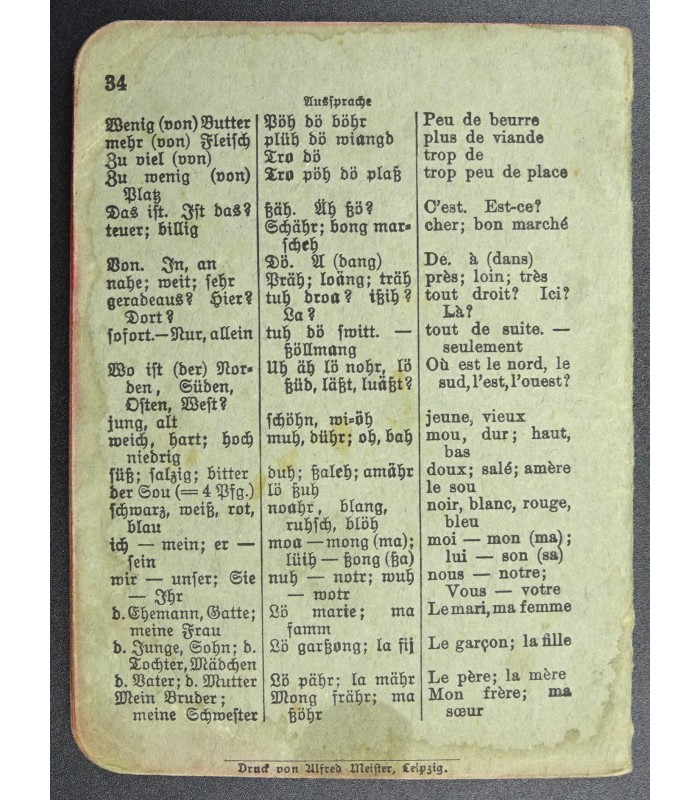 34
Aussprache
Wenig (von) Butter Pöh dö böhr Peu de beurre
mehr (von) Fleisch plüh dö wiangd plus de viande
Zu viel (von) Tro dö trop de
Zu wenig (von) Tro pöh dö plaß trop peu de place
Platz
Das ist. Ist das? ßäh. Äh ßö? C'est. Est-ce?
teuer; billig Schähr; bong mar= cher; bon marché
scheh
Von. In, an Dö. A (dang) De. à (dans)
nahe; weit; sehr Präh; loäng; träh près; loin; très
geradeaus? Hier? tuh droa? ißih? tout droit? Ici?
Dort? La? Là?
sofort.—Nur, allein tuh dö switt. — tout de suite. —
ßöllmang seulement
Wo ist (der) Nor= Uh äh lö nohr, lö Où est le nord, le
den, Süden, ßüd, läßt, luäßt? sud, l'est, l'ouest?
Osten, West?
jung, alt schöhn, wi=öh jeune, vieux
weich, hart; hoch muh, dühr; oh, bah mou, dur; haut,
niedrig bas
süß; salzig; bitter duh; ßaleh; amähr doux; salé; amère
der Sou (= 4 Pfg.) lö ßuh le sou
schwarz, weiß, rot, noahr, blang, noir, blanc, rouge,
blau ruhsch, blöh bleu
ich — mein; er — moa — mong (ma); moi — mon (ma);
sein lüih — ßong (ßa) lui — son (sa)
wir — unser; Sie nuh — notr; wuh nous — notre;
— Ihr — wotr Vous — votre
d. Ehemann, Gatte; Lö marie; ma Le mari, ma femme
meine Frau famm
d. Junge, Sohn; d. Lö garßong; la fij Le garçon; la fille
Tochter, Mädchen
d. Vater; d. Mutter Lö pähr; la mähr Le père; la mère
Mein Bruder; Mong frähr; ma Mon frère; ma
meine Schwester ßöhr sœur
Druck von Alfred Meister, Leipzig.